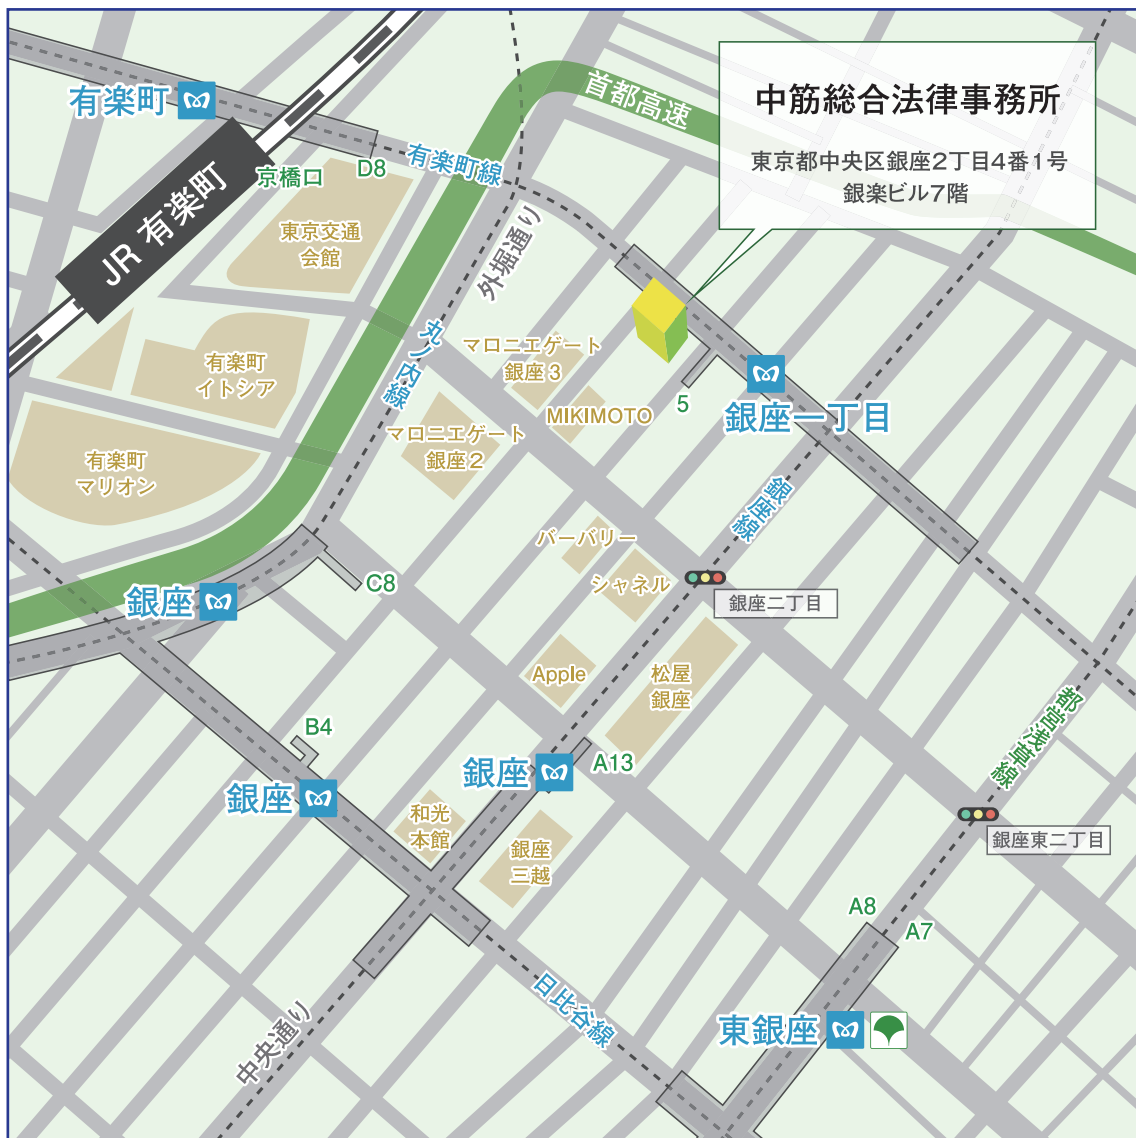 中筋総合法律事務所
東京都中央区銀座2丁目4番1号
銀楽ビル7階
首都高速
有楽町
有楽町線
D8
京橋口
JR 有楽町
東京交通
会館
外堀通り
丸ノ内線
マロニエゲート
銀座3
有楽町
イトシア
MIKIMOTO
5
銀座一丁目
マロニエゲート
銀座2
有楽町
マリオン
銀座線
バーバリー
シャネル
C8
銀座
銀座二丁目
Apple
松屋
銀座
都営浅草線
B4
銀座
A13
銀座
和光
本館
銀座
三越
銀座東二丁目
A8
A7
日比谷線
中央通り
東銀座